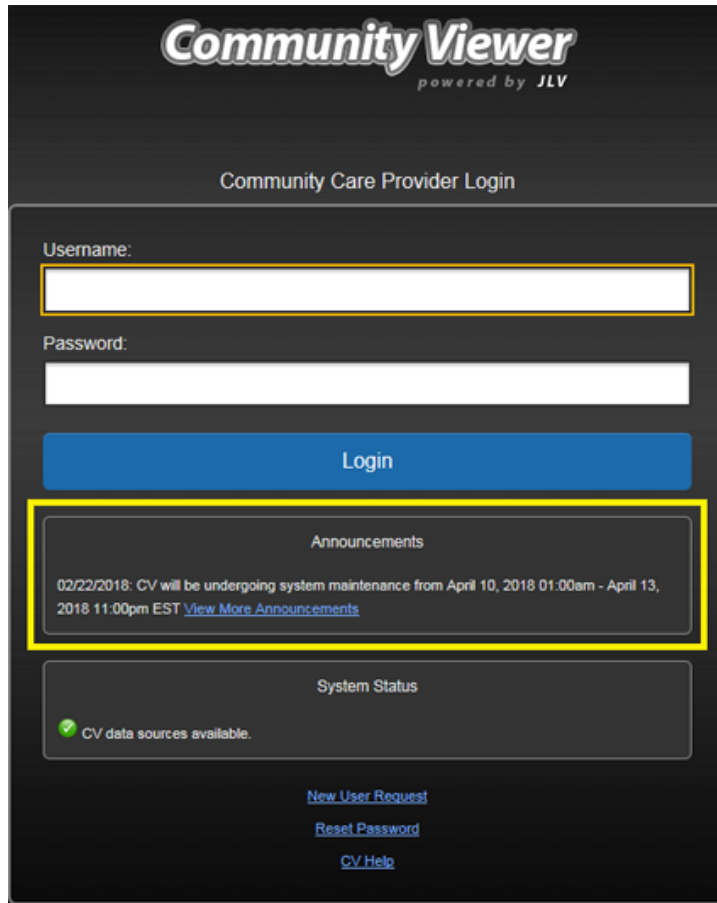 Community Viewer
powered by JLV
Community Care Provider Login
Username:
Password:
Login
Announcements
02/22/2018: CV will be undergoing system maintenance from April 10, 2018 01:00am - April 13,
2018 11:00pm EST View More Announcements
System Status
CV data sources available.
New User Request
Reset Password
CV Help